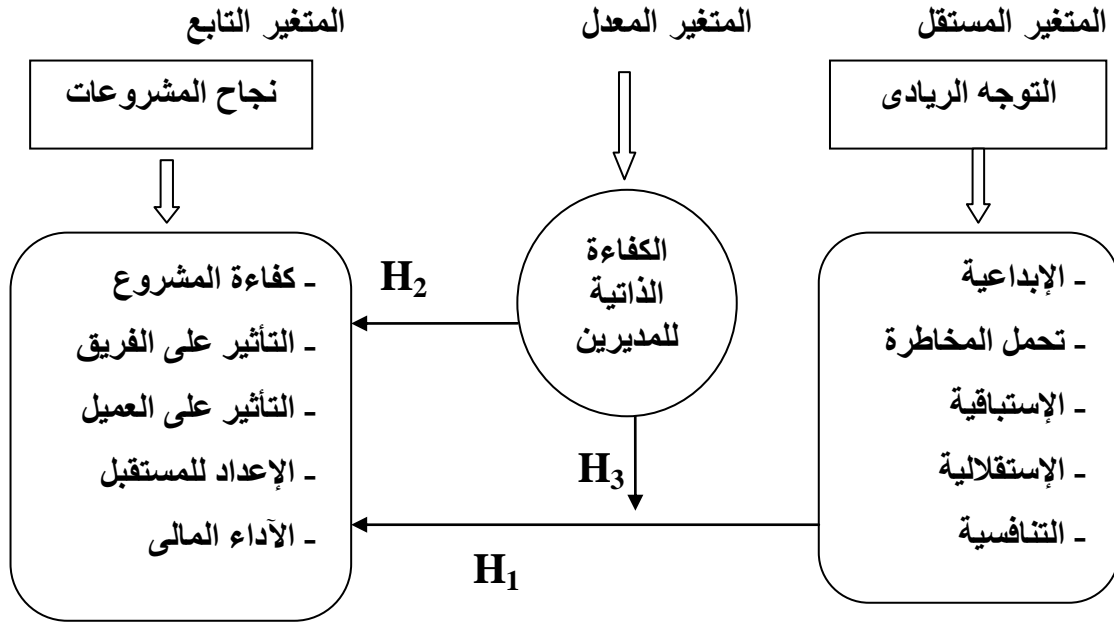 المتغير المستقل
المتغير المعدل
المتغير التابع
التوجه الريادى
نجاح المشروعات
- الإبداعية
- تحمل المخاطرة
- الإستباقية
- الإستقلالية
- التنافسية
الكفاءة
الذاتية
للمديرين
H2
H3
H1
- كفاءة المشروع
- التأثير على الفريق
- التأثير على العميل
- الإعداد للمستقبل
- الآداء المالى